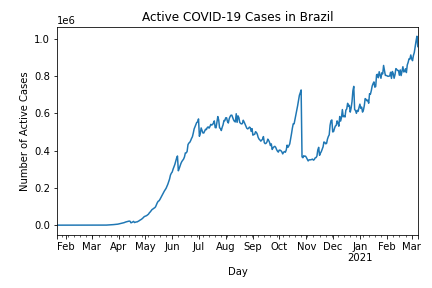 Active COVID-19 Cases in Brazil
1e6
1.0
0.8
0.6
0.4
0.2
0.0
Number of Active Cases
Feb Mar Apr May Jun Jul Aug Sep Oct Nov Dec Jan Feb Mar
2021
Day